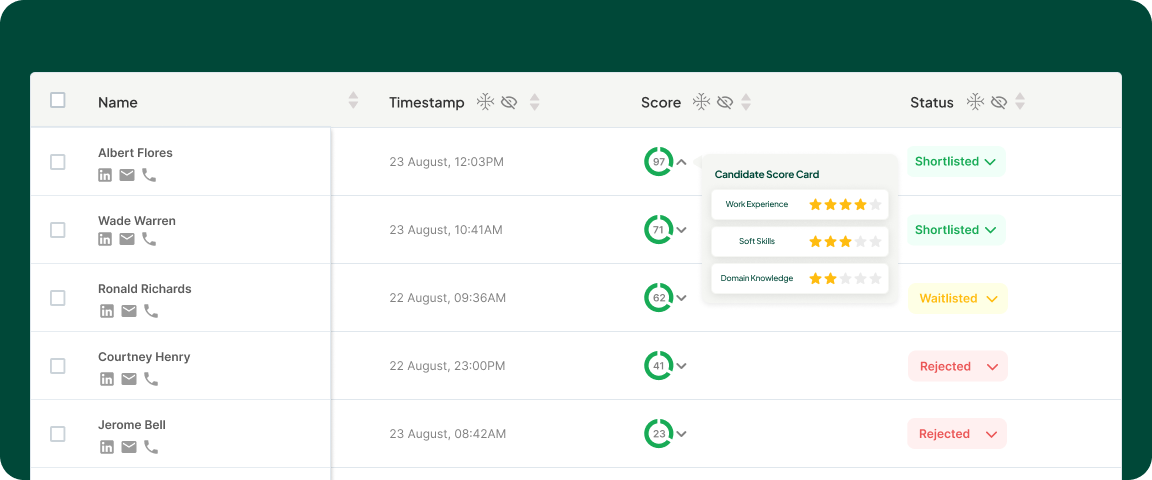 Name Timestamp Score Status
Albert Flores 23 August, 12:03PM 97 Shortlisted
Candidate Score Card
Work Experience
Wade Warren 23 August, 10:41AM 71 Shortlisted
Soft Skills
Domain Knowledge
Ronald Richards 22 August, 09:36AM 62 Waitlisted
Courtney Henry 22 August, 23:00PM 41 Rejected
Jerome Bell 23 August, 08:42AM 23 Rejected